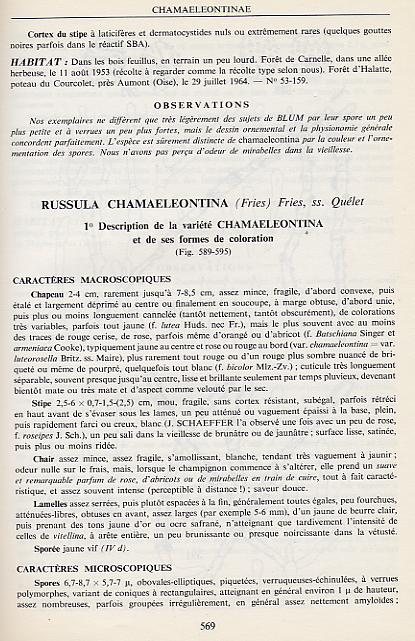 CHAMAELEONTINAE
Cortex du stipe à laticifères et dermatocystides nuls ou extrêmement rares (quelques gouttes
noires parfois dans le réactif SBA).
HABITAT : Dans les bois feuillus, en terrain un peu lourd. Forêt de Carnelle, dans une allée
herbeuse, le 11 août 1953 (récolte à regarder comme la récolte type selon nous). Forêt d'Halatte,
poteau du Courcolet, près Aumont (Oise), le 29 juillet 1964. — N° 53-159.
OBSERVATIONS
Nos exemplaires ne diffèrent que très légèrement des sujets de BLUM par leur spore un peu
plus petite et à verrues un peu plus fortes, mais le dessin ornemental et la physionomie générale
concordent parfaitement. L'espèce est sûrement distincte de chamaeleontina par la couleur et l'orne-
mentation des spores. Nous n'avons pas perçu d'odeur de mirabelles dans la vieillesse.
RUSSULA CHAMAELEONTINA (Fries) Fries, ss. Quélet
1° Description de la variété CHAMAELEONTINA
et de ses formes de coloration
(Fig. 589-595)
CARACTÈRES MACROSCOPIQUES
Chapeau 2-4 cm, rarement jusqu'à 7-8,5 cm, assez mince, fragile, d'abord convexe, puis
étalé et largement déprimé au centre ou finalement en soucoupe, à marge obtuse, d'abord unie,
puis plus ou moins longuement cannelée (tantôt nettement, tantôt obscurément), de colorations
très variables, parfois tout jaune (f. lutea Huds. nec Fr.), mais le plus souvent avec au moins
des traces de rouge cerise, de rose, parfois même d'orangé ou d'abricot (f. Batschiana Singer et
armeniaca Cooke), typiquement jaune au centre et rose ou rouge au bord (var. chamaeleontina = var.
luteorosella Britz. ss. Maire), plus rarement tout rouge ou d'un rouge plus sombre nuancé de bri-
queté ou même de pourpré, quelquefois tout blanc (f. bicolor Mlz.-Zv.) ; cuticule très longuement
séparable, souvent presque jusqu'au centre, lisse et brillante seulement par temps pluvieux, devenant
bientôt mate ou très mate et d'aspect comme velouté par le sec.
Stipe 2,5-6 × 0,7-1,5-(2,5) cm, mou, fragile, sans cortex résistant, subégal, parfois rétréci
en haut avant de s'évaser sous les lames, un peu atténué ou vaguement épaissi à la base, plein,
puis rapidement farci ou creux, blanc (J. SCHAEFFER l'a observé une fois avec un peu de rose,
f. roseipes J. Sch.), un peu sali dans la vieillesse de brunâtre ou de jaunâtre ; surface lisse, satinée,
puis plus ou moins ridée.
Chair assez mince, assez fragile, s'amollissant, blanche, tendant très vaguement à jaunir ;
odeur nulle sur le frais, mais, lorsque le champignon commence à s'altérer, elle prend un suave
et remarquable parfum de rose, d'abricots ou de mirabelles en train de cuire, tout à fait caracté-
ristique, et assez souvent intense (perceptible à distance !) ; saveur douce.
Lamelles assez serrées, puis plutôt espacées à la fin, généralement toutes égales, peu fourchues,
atténuées-libres, obtuses en avant, assez larges (par exemple 5-6 mm), d'un jaune de beurre clair,
puis prenant des tons jaune d'or ou ocre safrané, n'atteignant que tardivement l'intensité de
celles de vitellina, à arête entière, un peu brunissante ou presque noircissante dans la vétusté.
Sporée jaune vif (IV d).
CARACTÈRES MICROSCOPIQUES
Spores 6,7-8,7 × 5,7-7 μ, obovales-elliptiques, piquetées, verruqueuses-échinulées, à verrues
polymorphes, variant de coniques à rectangulaires, atteignant en général environ 1 μ de hauteur,
assez nombreuses, parfois groupées irrégulièrement, en général assez nettement amyloïdes ;
569